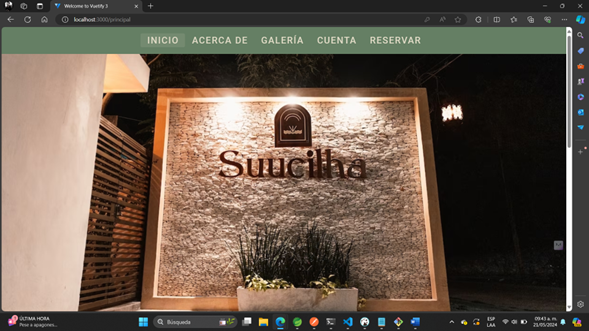 Welcome to Vuetify 3
localhost:3000/principal
INICIO ACERCA DE GALERÍA CUENTA RESERVAR
Suucilha
ÚLTIMA HORA
Pese a apagones...
Búsqueda
ESP
LAA
09:43 a. m.
23/05/2024